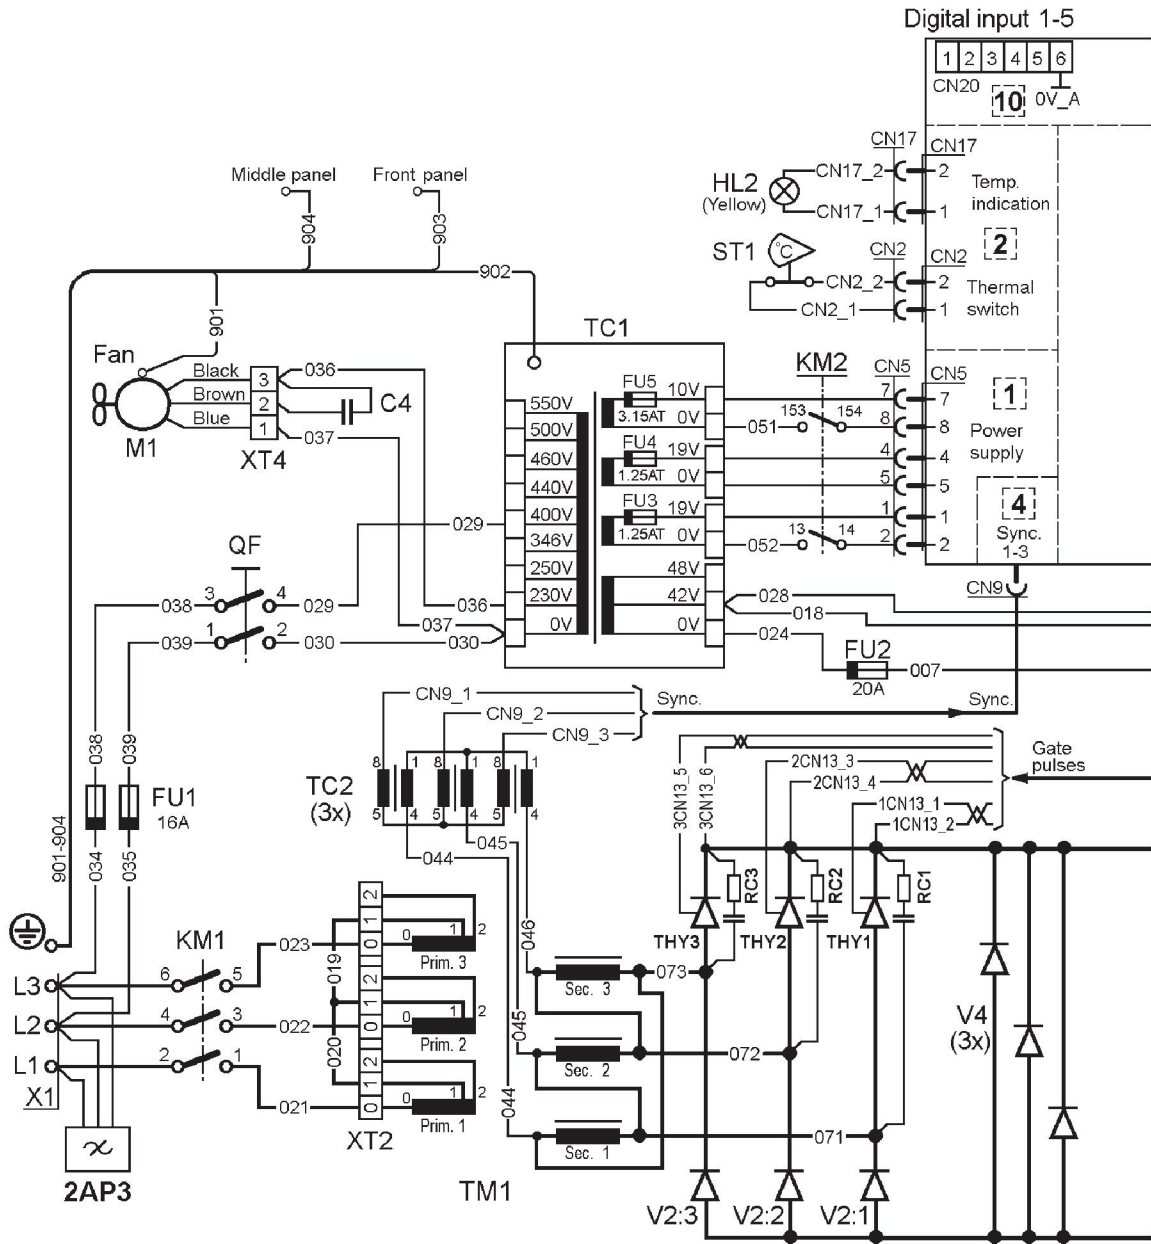 Digital input 1-5
1 2 3 4 5 6
CN20
10
0V_A
CN17
CN17
CN17_2
2
HL2
(Yellow)
CN17_1
1
Temp.
indication
2
ST1
°C
CN2
CN2
CN2_2
2
CN2_1
1
Thermal
switch
Middle panel
Front panel
904
903
902
901
Fan
Black
Brown
Blue
M1
3
2
1
XT4
036
037
C4
TC1
550V
500V
460V
440V
400V
346V
250V
230V
0V
FU5
3.15AT
10V
0V
FU4
1.25AT
19V
0V
FU3
1.25AT
19V
0V
48V
42V
0V
KM2
153
154
051
13
14
052
CN5
CN5
7
7
8
8
4
4
5
5
1
1
2
2
1
Power
supply
4
Sync.
1-3
CN9
029
036
037
030
028
018
024
FU2
20A
007
QF
038
3
4
029
039
1
2
030
038
039
FU1
16A
034
035
901-904
CN9_1
CN9_2
CN9_3
Sync.
Sync.
TC2
(3x)
8 1 8 1 8 1
5 4 5 4 5 4
044
045
046
045
044
3CN13_5
3CN13_6
2CN13_3
2CN13_4
1CN13_1
1CN13_2
Gate
pulses
RC3
RC2
RC1
THY3
THY2
THY1
L3
L2
L1
X1
2AP3
KM1
6
5
4
3
2
1
023
022
021
019
020
2
1
0
2
1
0
2
1
0
XT2
0
1
2
Prim. 3
0
1
2
Prim. 2
0
1
2
Prim. 1
TM1
Sec. 3
Sec. 2
Sec. 1
073
072
071
V2:3
V2:2
V2:1
V4
(3x)